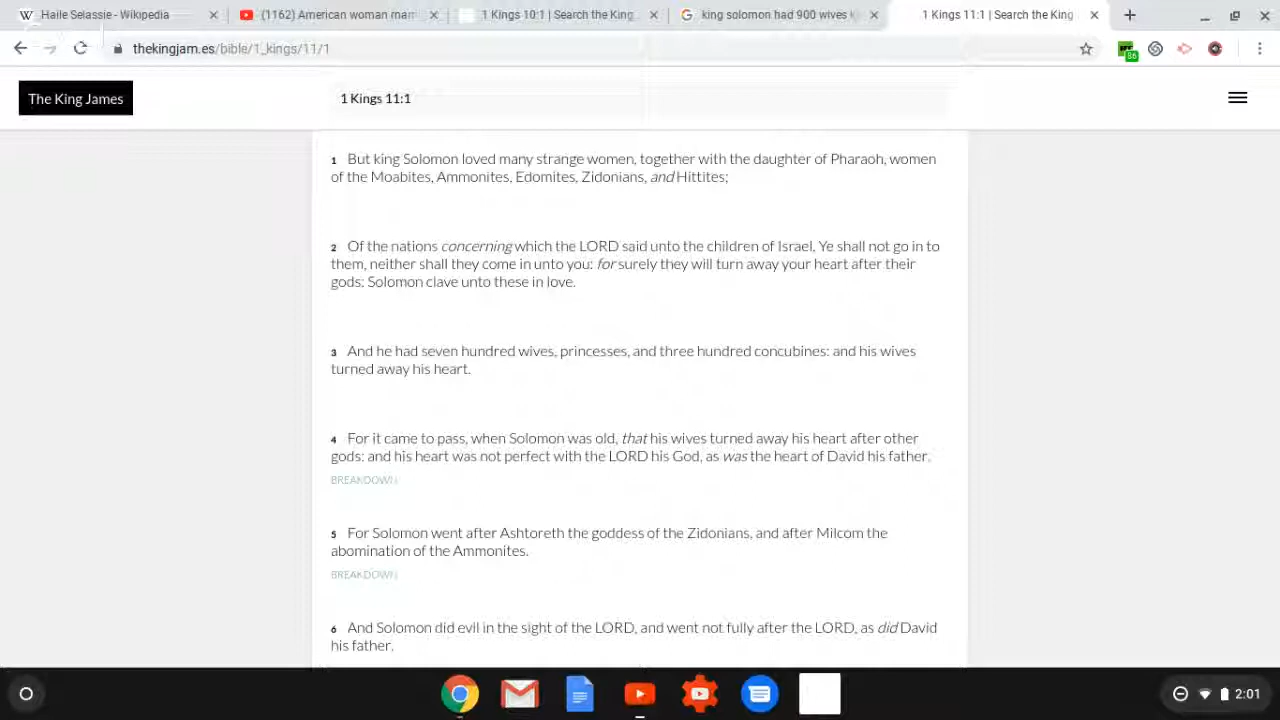 Haile Selassie - Wikipedia
(1162) American woman marr
1 Kings 10:1 | Search the King
king solomon had 900 wives k
1 Kings 11:1 | Search the King
thekingjam.es/bible/1_kings/11/1
86
The King James
1 Kings 11:1
1 But king Solomon loved many strange women, together with the daughter of Pharaoh, women
of the Moabites, Ammonites, Edomites, Zidonians, and Hittites;
2 Of the nations concerning which the LORD said unto the children of Israel, Ye shall not go in to
them, neither shall they come in unto you: for surely they will turn away your heart after their
gods: Solomon clave unto these in love.
3 And he had seven hundred wives, princesses, and three hundred concubines: and his wives
turned away his heart.
4 For it came to pass, when Solomon was old, that his wives turned away his heart after other
gods: and his heart was not perfect with the LORD his God, as was the heart of David his father.
BREAKDOWN
5 For Solomon went after Ashtoreth the goddess of the Zidonians, and after Milcom the
abomination of the Ammonites.
BREAKDOWN
6 And Solomon did evil in the sight of the LORD, and went not fully after the LORD, as did David
his father.
2:01